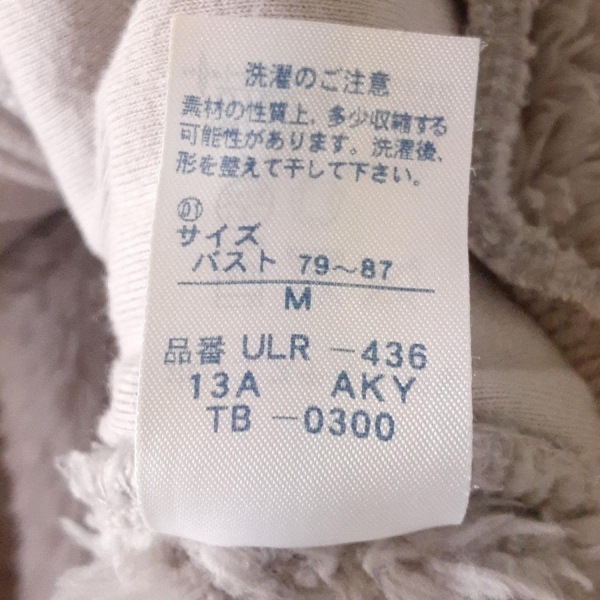 洗濯のご注意
素材の性質上、多少収縮する
可能性があります。洗濯後、
形を整えて干して下さい。
01
サイズ
バスト 79～87
M
品番 ULR -436
13A AKY
TB -0300